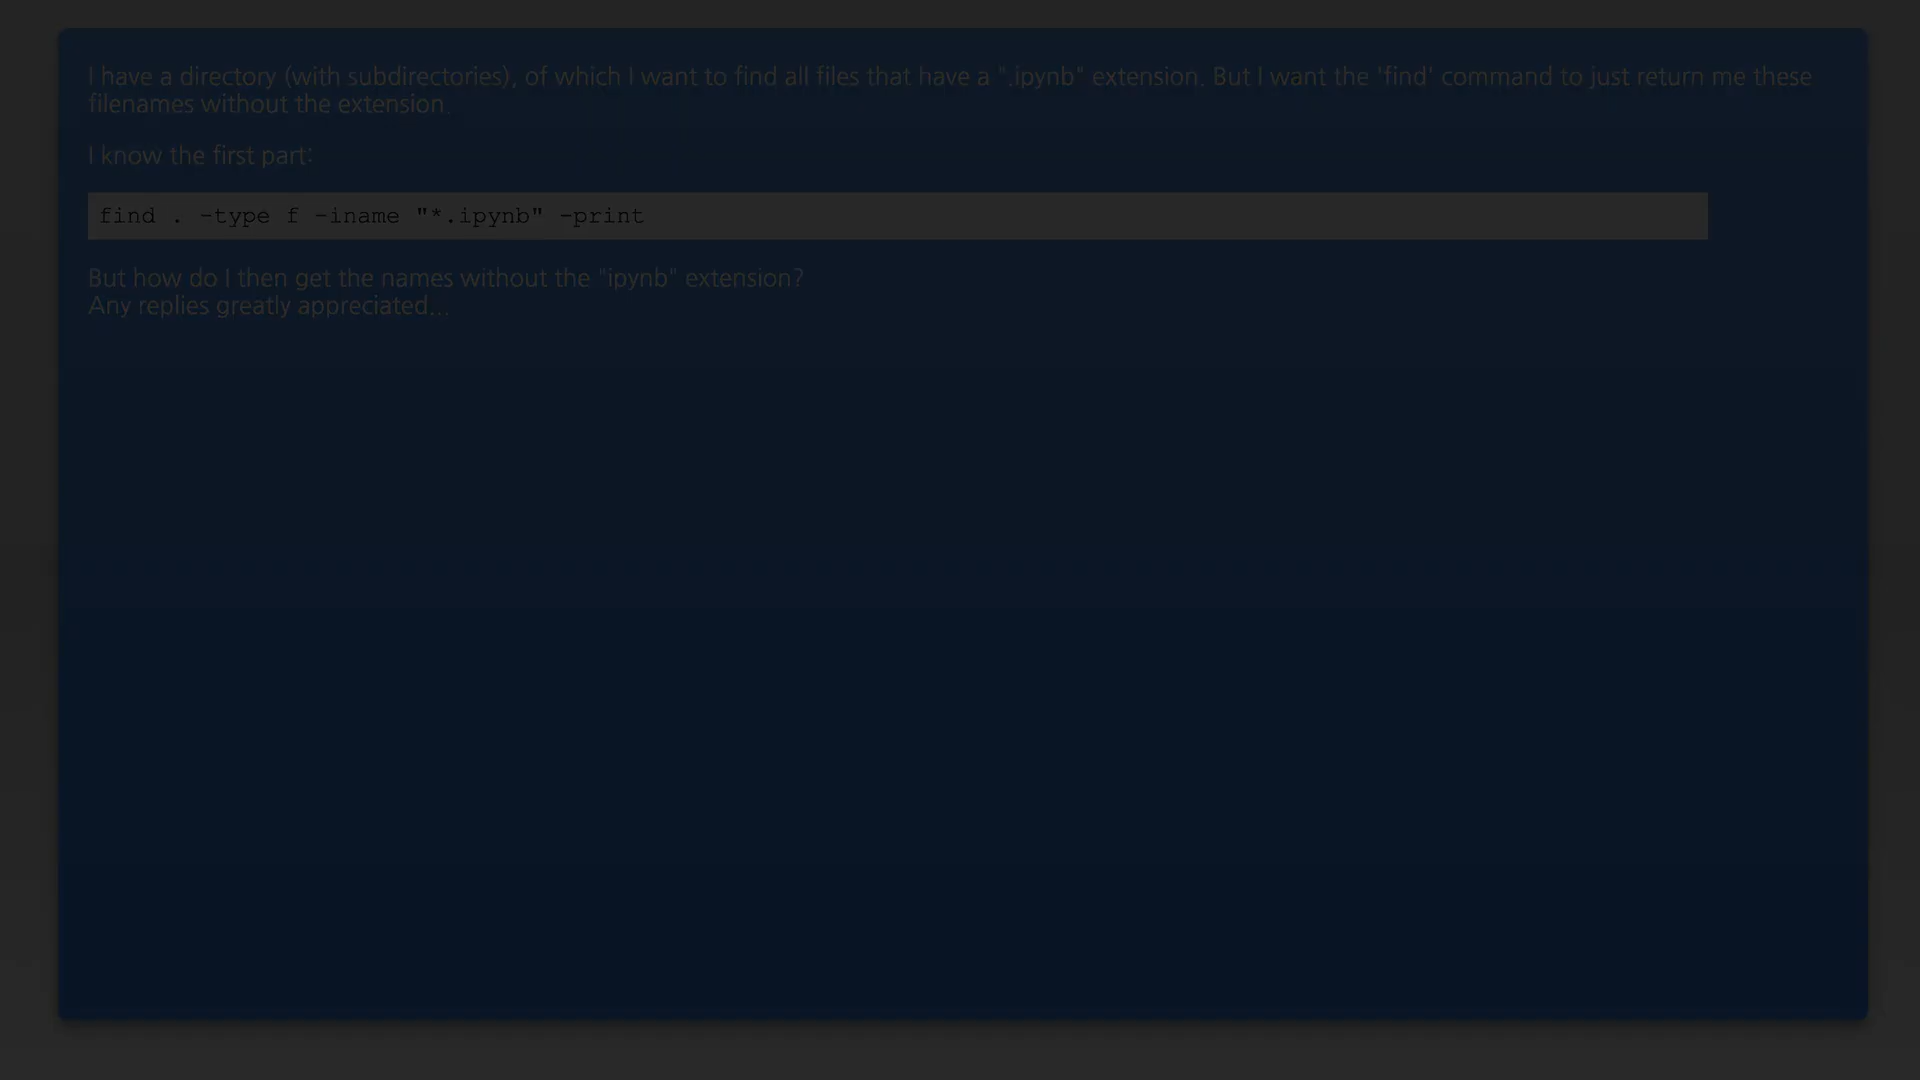 I have a directory (with subdirectories), of which I want to find all files that have a ".ipynb" extension. But I want the 'find' command to just return me these
filenames without the extension.
I know the first part:
find . -type f -iname "*.ipynb" -print
But how do I then get the names without the "ipynb" extension?
Any replies greatly appreciated...